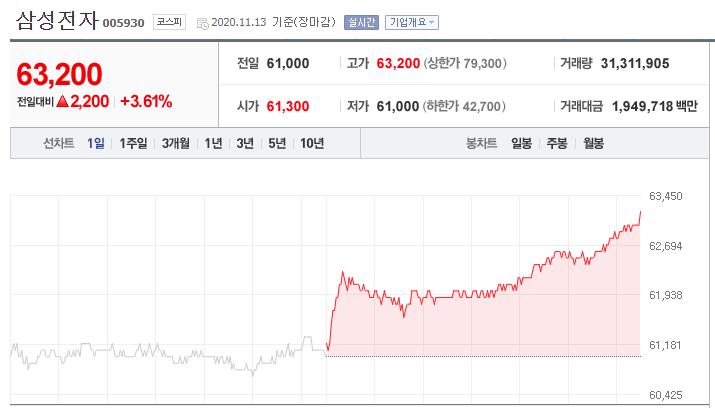 삼성전자 005930 코스피 2020.11.13 기준(장마감) 실시간 기업개요
63,200
전일대비 ▲2,200 +3.61%
전일 61,000 고가 63,200 (상한가 79,300) 거래량 31,311,905
시가 61,300 저가 61,000 (하한가 42,700) 거래대금 1,949,718 백만
선차트 1일 1주일 3개월 1년 3년 5년 10년 봉차트 일봉 주봉 월봉
63,450
62,694
61,938
61,181
60,425